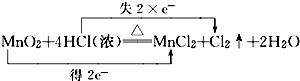 失 2×e⁻
△
MnO₂+4HCl(浓)══MnCl₂+Cl₂↑+2H₂O
得 2e⁻